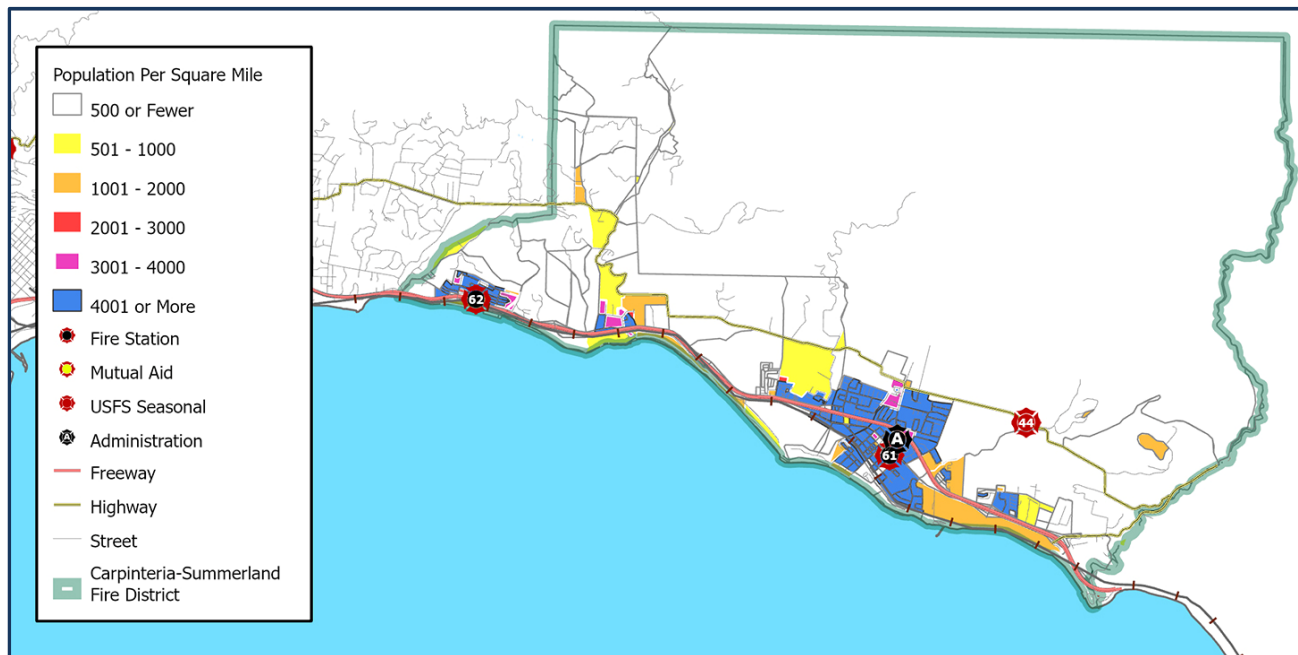 Population Per Square Mile
500 or Fewer
501 - 1000
1001 - 2000
2001 - 3000
3001 - 4000
4001 or More
Fire Station
Mutual Aid
USFS Seasonal
A
Administration
Freeway
Highway
Street
Carpinteria-Summerland
Fire District
62
44
A
61